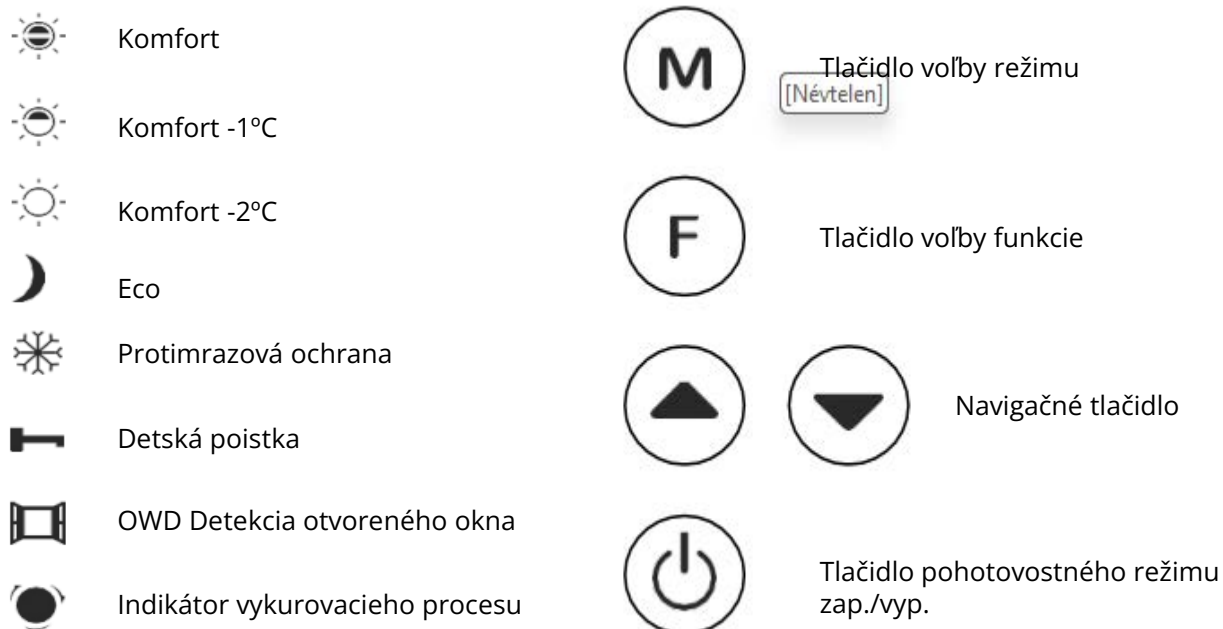 Komfort
Komfort -1ºC
Komfort -2ºC
Eco
Protimrazová ochrana
Detská poistka
OWD Detekcia otvoreného okna
Indikátor vykurovacieho procesu
M
Tlačidlo voľby režimu
[Névtelen]
F
Tlačidlo voľby funkcie
Navigačné tlačidlo
Tlačidlo pohotovostného režimu
zap./vyp.